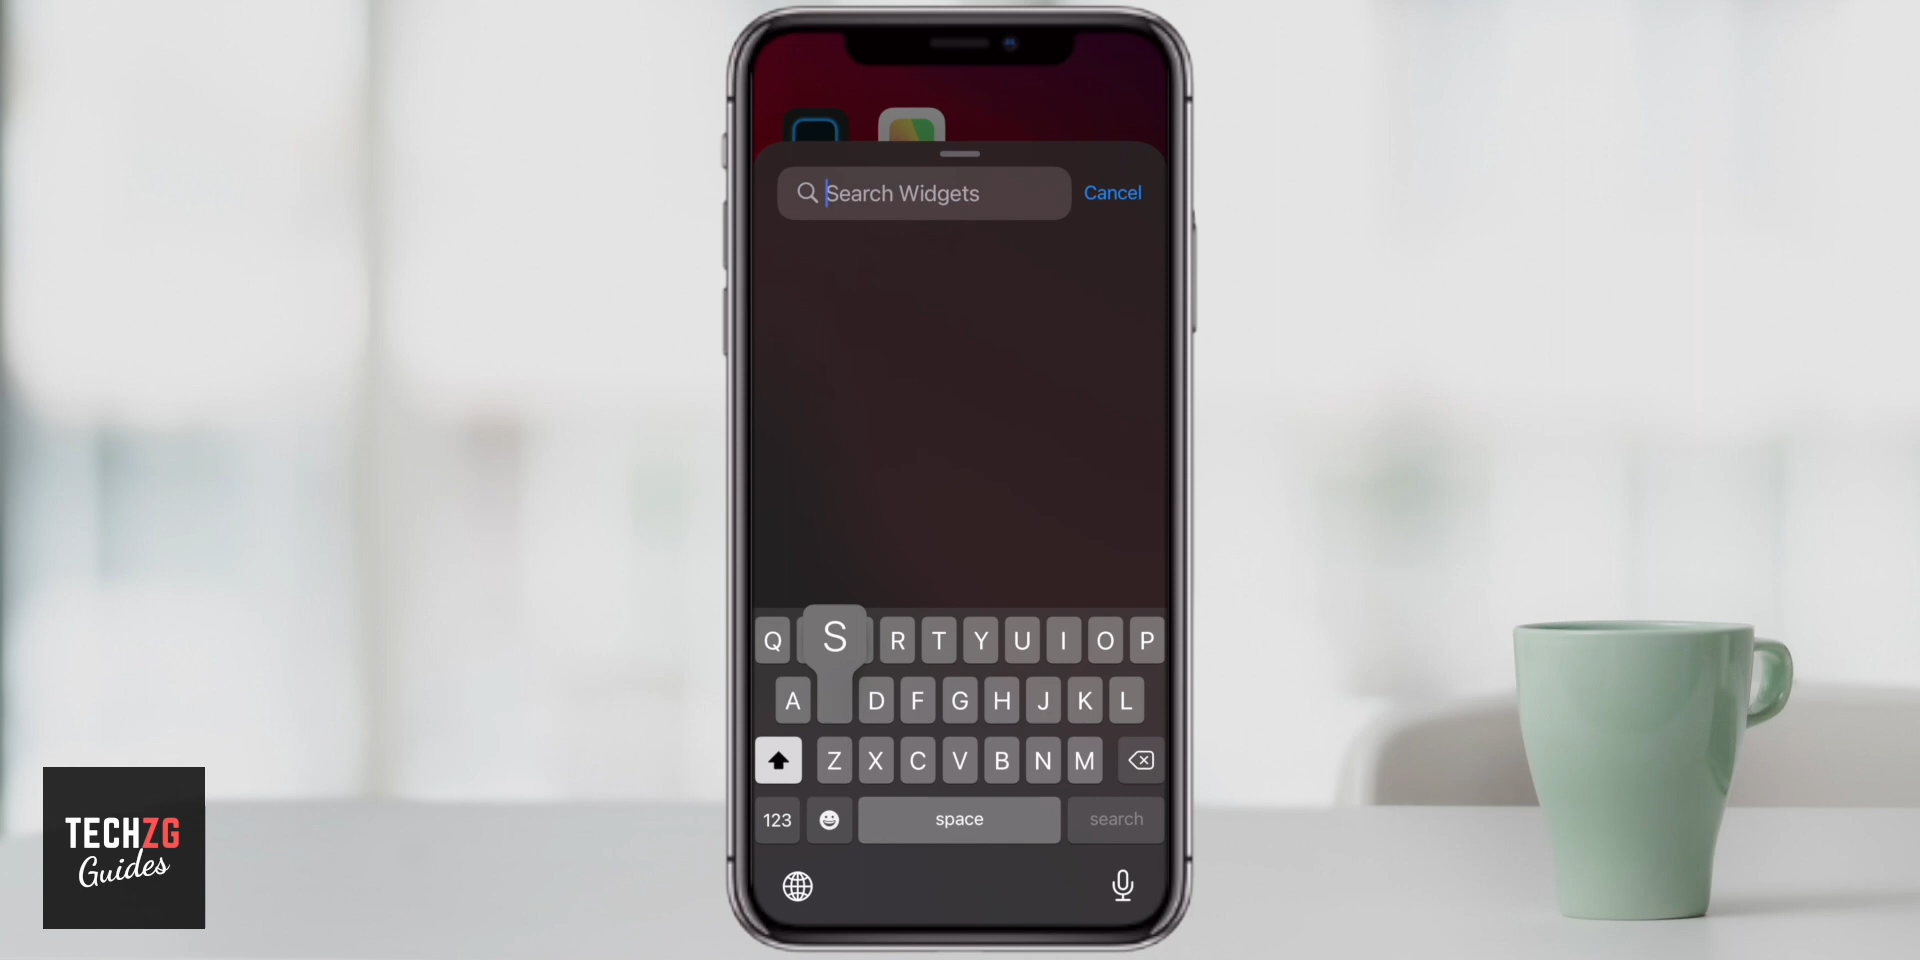 Search Widgets Cancel
Q S R T Y U I O P
A D F G H J K L
Z X C V B N M
123 space search
TECHZG
Guides